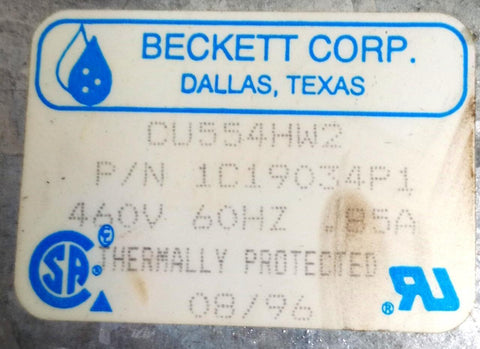 BECKETT CORP.
DALLAS, TEXAS
CU554HW2
P/N 1C19034P1
460V 60HZ .85A
THERMALLY PROTECTED
08/96